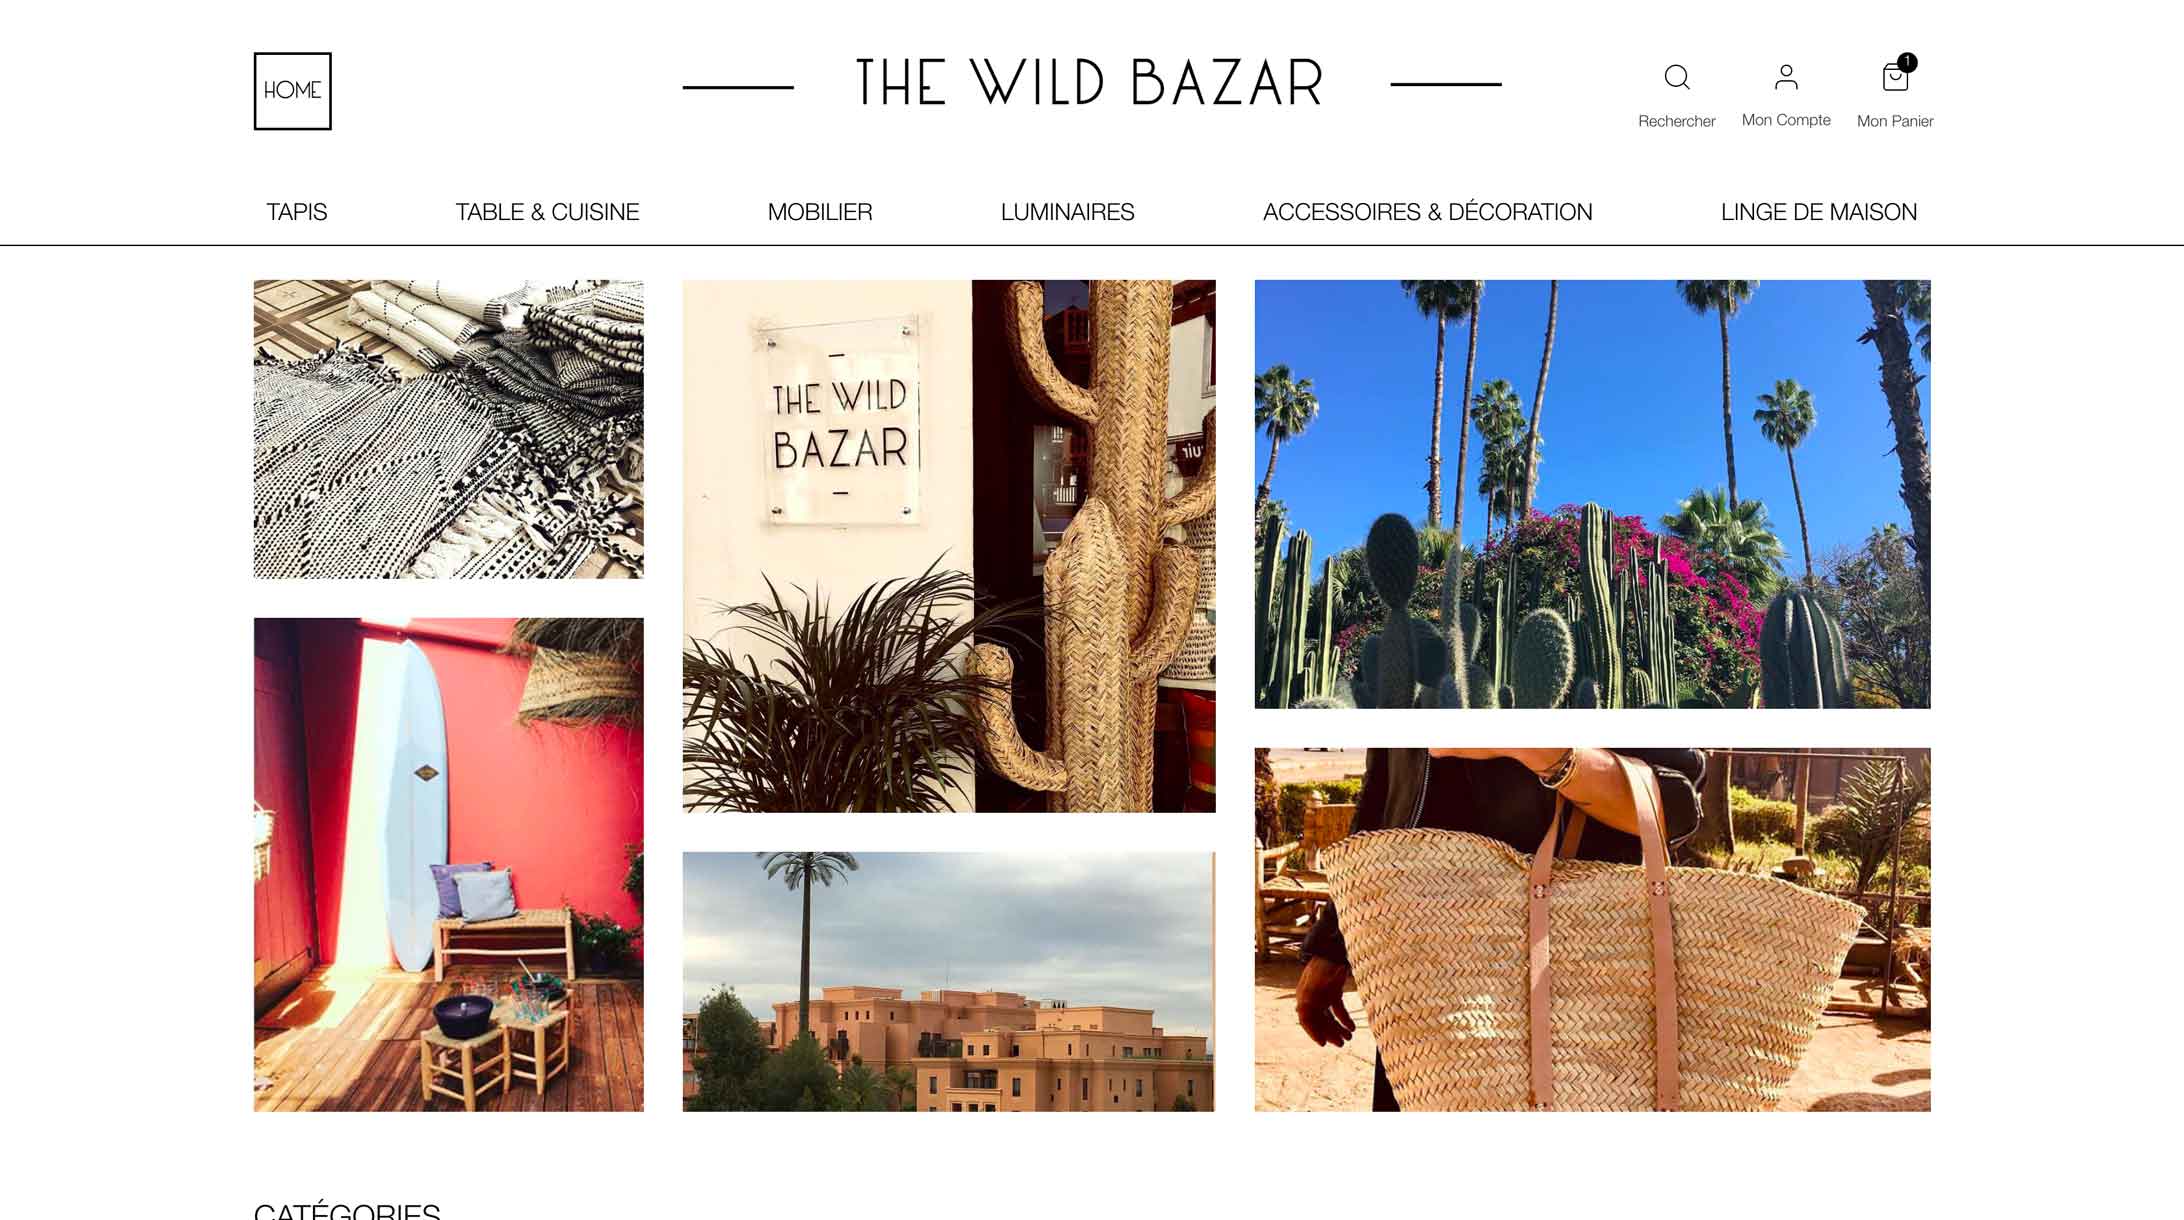 HOME
THE WILD BAZAR
1
Rechercher
Mon Compte
Mon Panier
TAPIS
TABLE & CUISINE
MOBILIER
LUMINAIRES
ACCESSOIRES & DÉCORATION
LINGE DE MAISON
THE WILD
BAZAR
CATÉGORIES